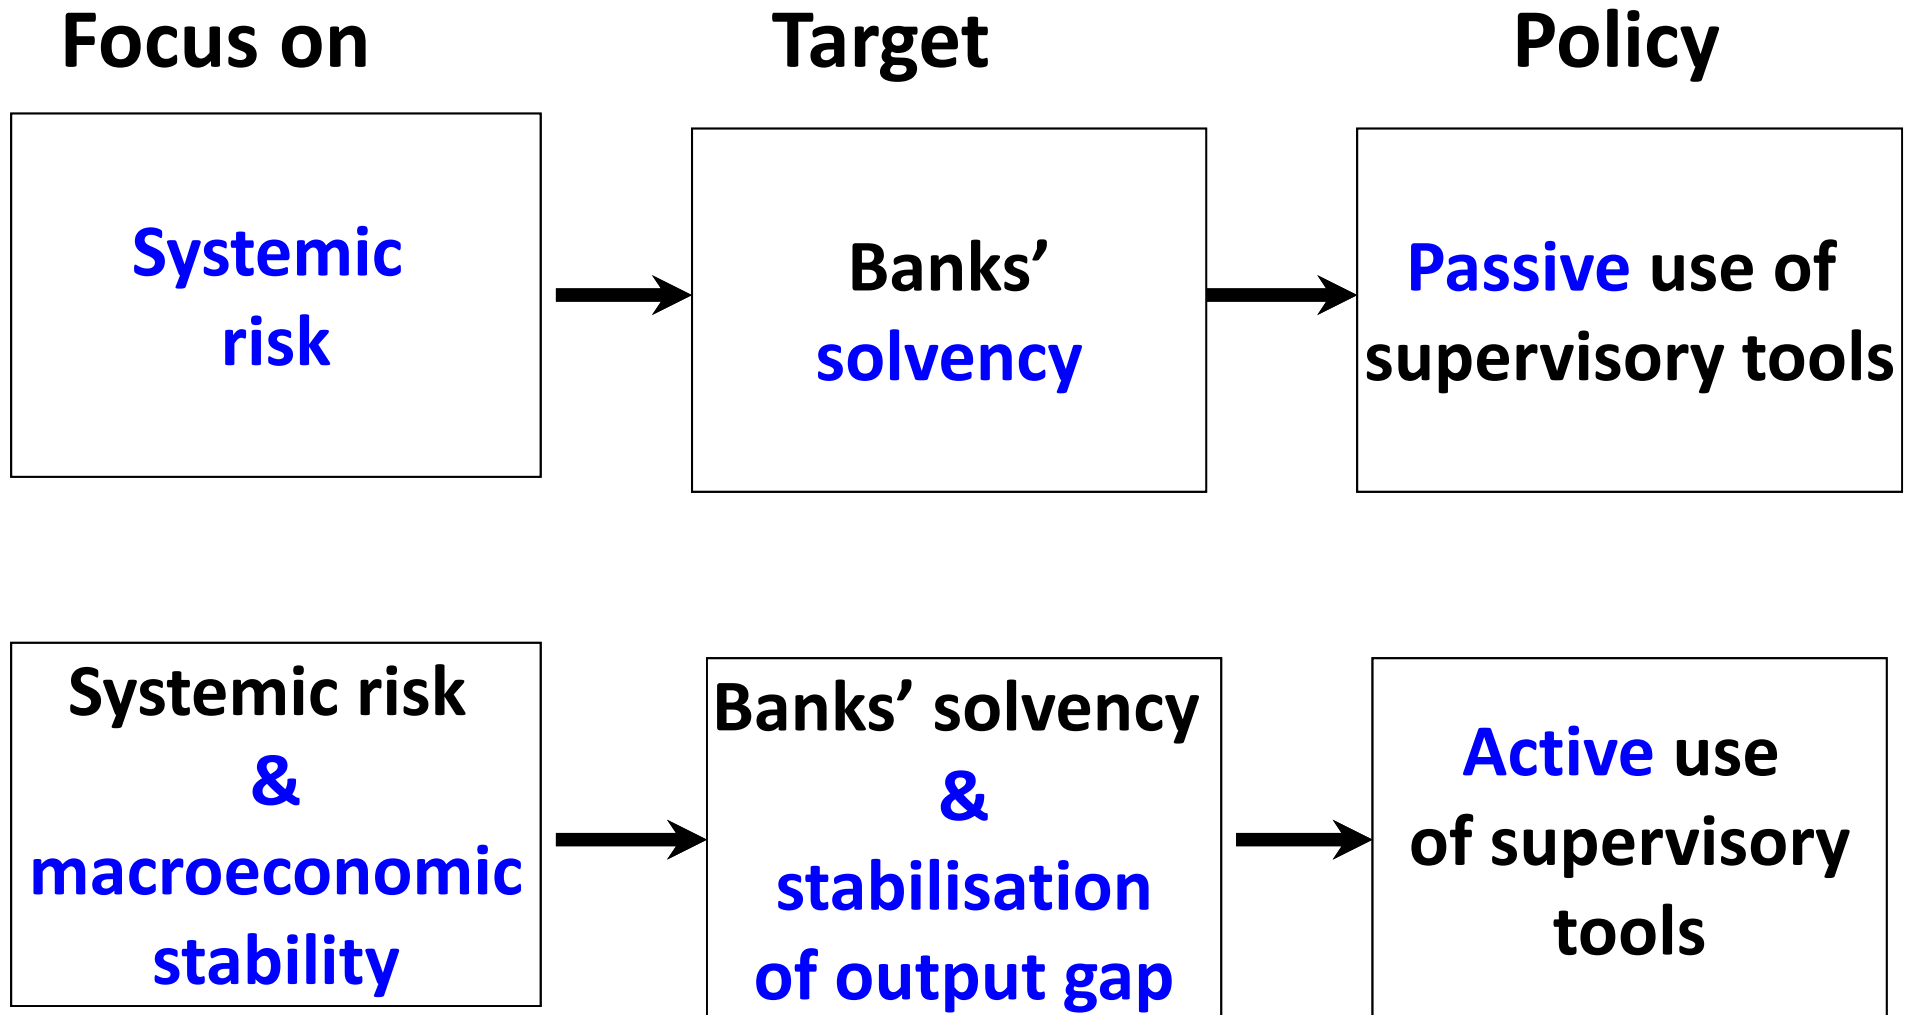 Focus on
Target
Policy
Systemic
risk
Banks’
solvency
Passive use of
supervisory tools
Systemic risk
&
macroeconomic
stability
Banks’ solvency
&
stabilisation
of output gap
Active use
of supervisory
tools